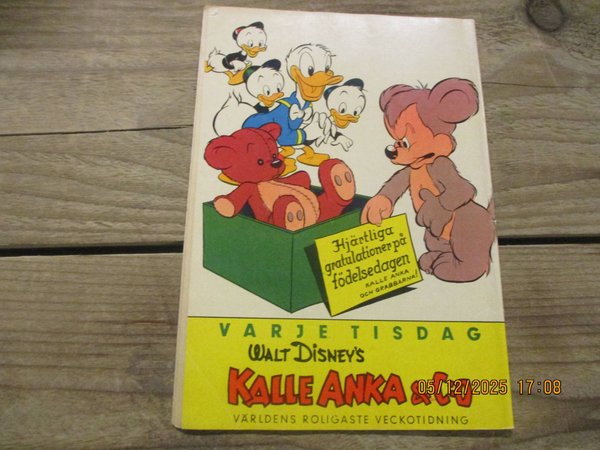 Hjärtliga
gratulationer på
födelsedagen
KALLE ANKA
OCH GRABBARNA!
VARJE TISDAG
WALT DISNEY'S
KALLE ANKA & C:O
VÄRLDENS ROLIGASTE VECKOTIDNING
05/12/2025 17:08